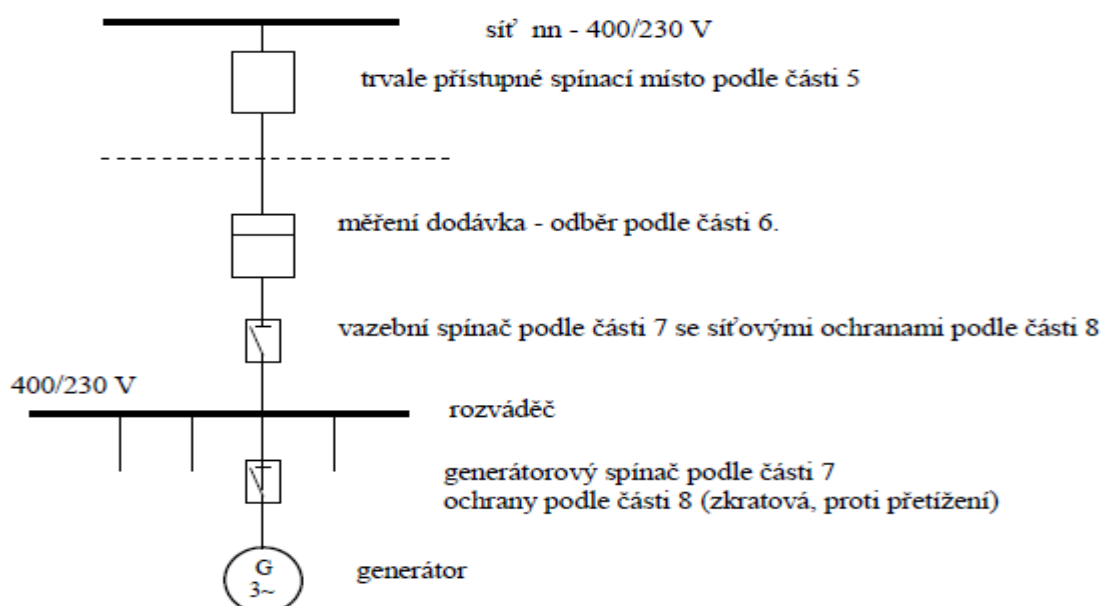 síť nn - 400/230 V
trvale přístupné spínací místo podle části 5
měření dodávka - odběr podle části 6.
vazební spínač podle části 7 se síťovými ochranami podle části 8
400/230 V
rozváděč
generátorový spínač podle části 7
ochrany podle části 8 (zkratová, proti přetížení)
G
3~
generátor